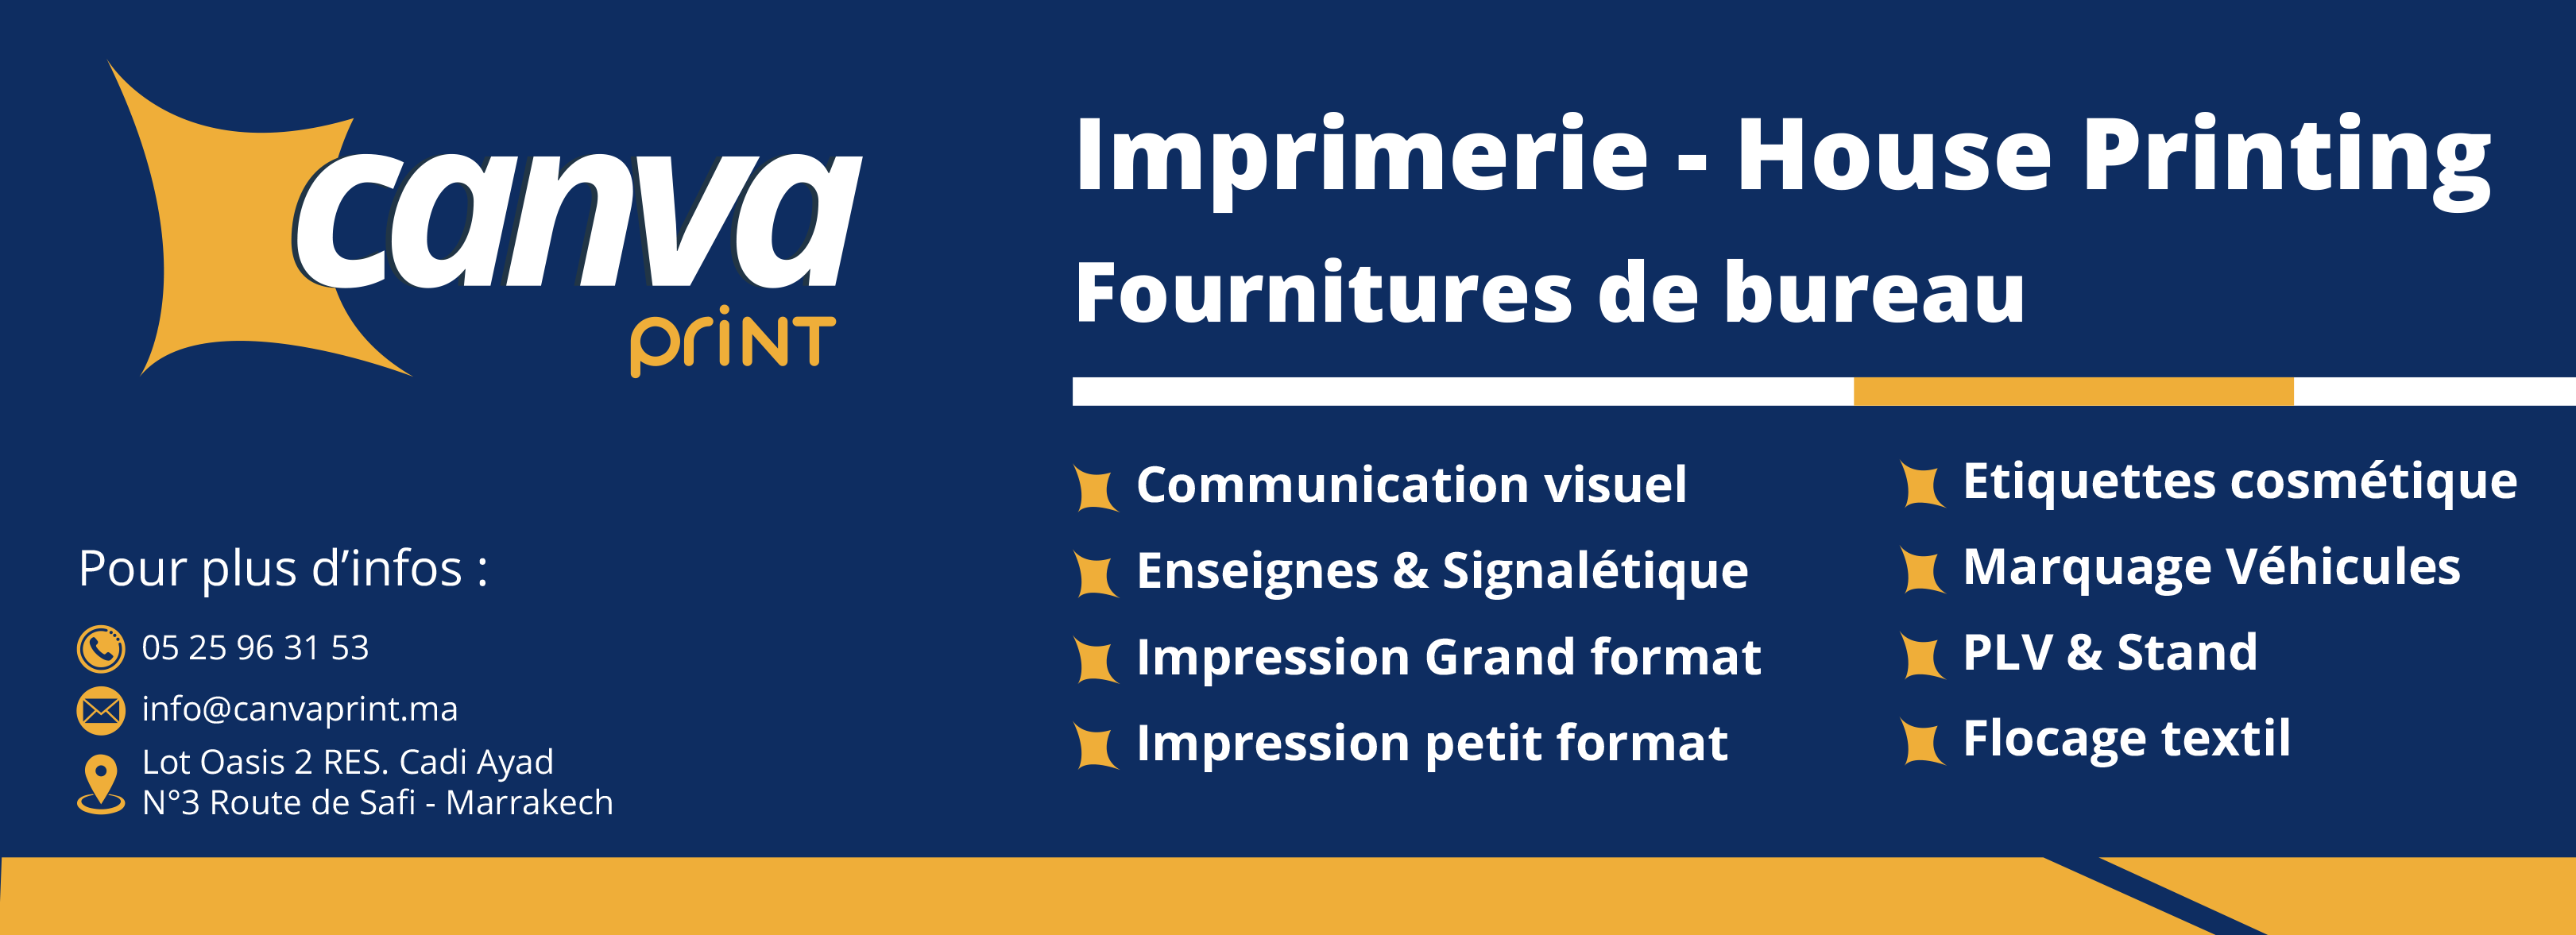 canva
print
Imprimerie - House Printing
Fournitures de bureau
Communication visuel
Enseignes & Signalétique
Impression Grand format
Impression petit format
Etiquettes cosmétique
Marquage Véhicules
PLV & Stand
Flocage textil
Pour plus d’infos :
05 25 96 31 53
info@canvaprint.ma
Lot Oasis 2 RES. Cadi Ayad
N°3 Route de Safi - Marrakech